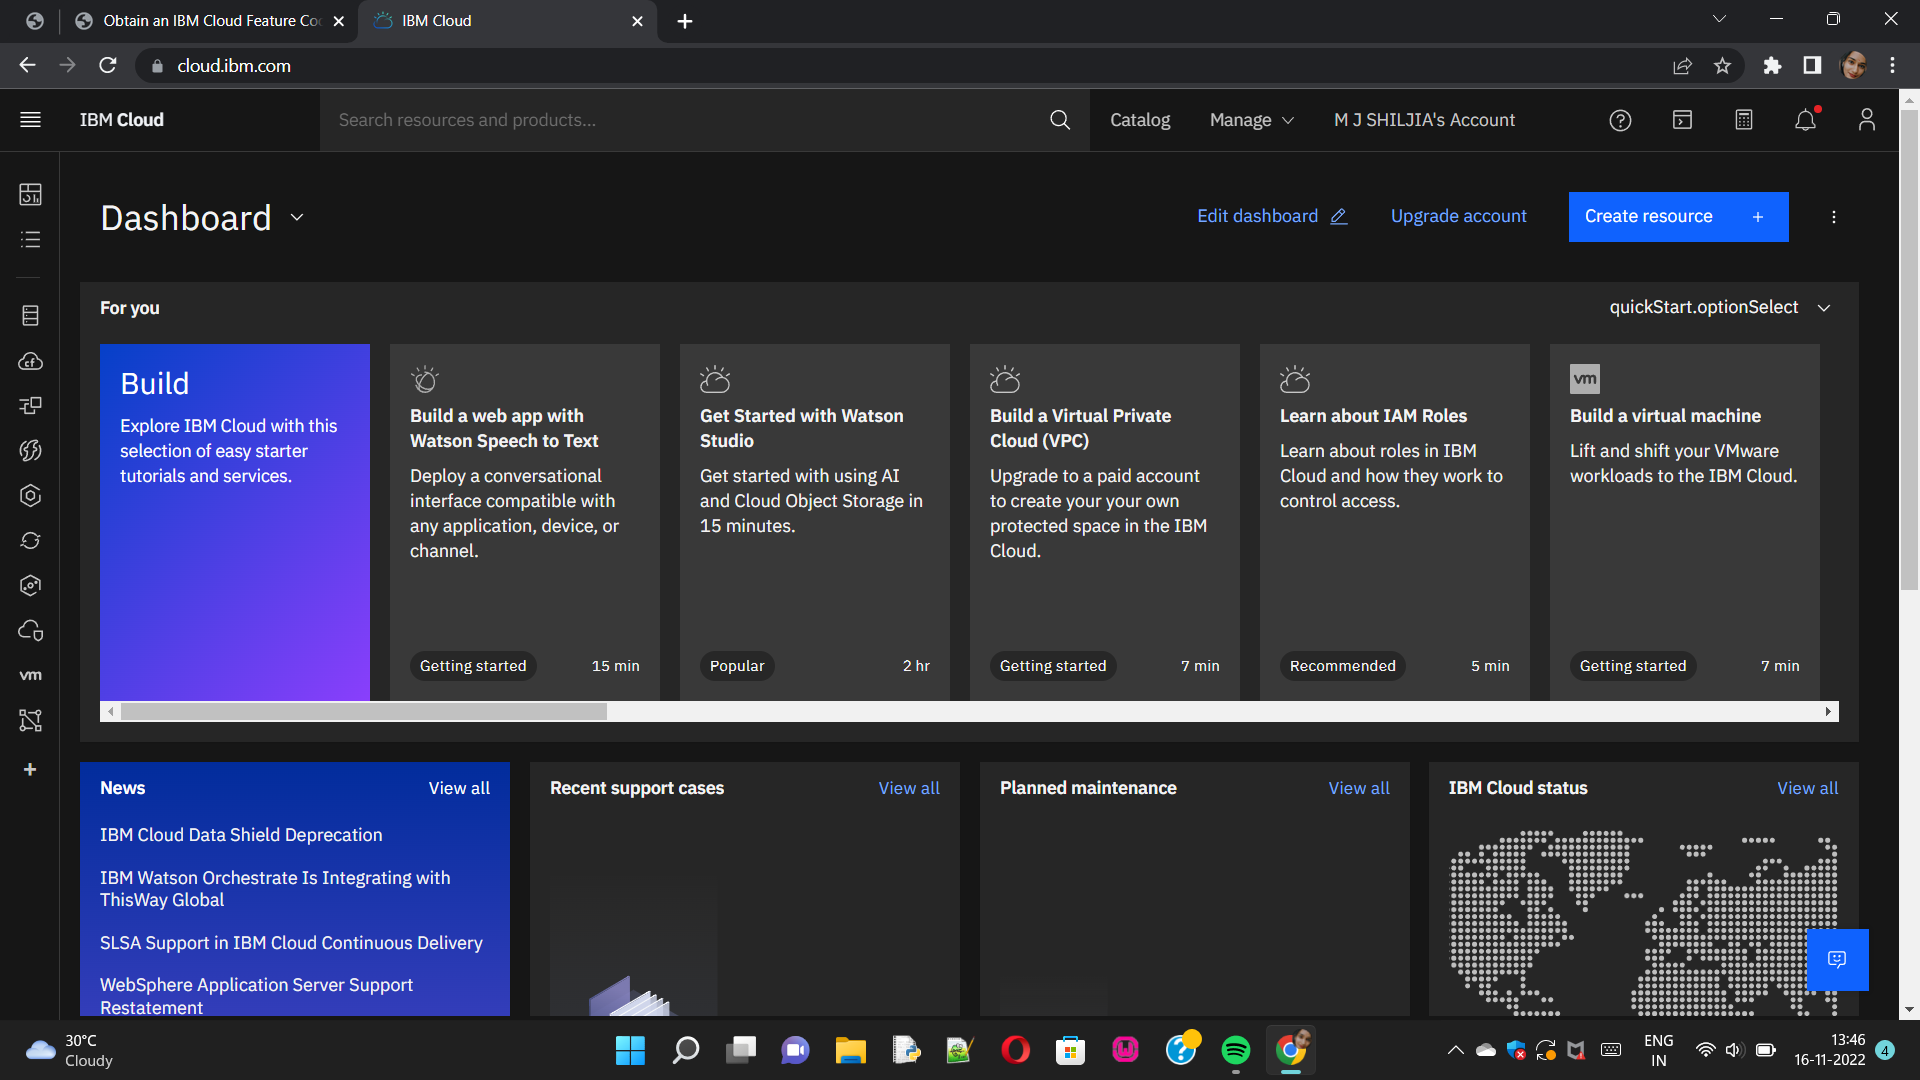 Obtain an IBM Cloud Feature Co
IBM Cloud
cloud.ibm.com
IBM Cloud
Search resources and products...
Catalog
Manage
M J SHILJIA's Account
Dashboard
Edit dashboard
Upgrade account
Create resource +
For you
quickStart.optionSelect
Build
Explore IBM Cloud with this
selection of easy starter
tutorials and services.
Build a web app with
Watson Speech to Text
Deploy a conversational
interface compatible with
any application, device, or
channel.
Getting started
15 min
Get Started with Watson
Studio
Get started with using AI
and Cloud Object Storage in
15 minutes.
Popular
2 hr
Build a Virtual Private
Cloud (VPC)
Upgrade to a paid account
to create your your own
protected space in the IBM
Cloud.
Getting started
7 min
Learn about IAM Roles
Learn about roles in IBM
Cloud and how they work to
control access.
Recommended
5 min
vm
Build a virtual machine
Lift and shift your VMware
workloads to the IBM Cloud.
Getting started
7 min
cf
vm
News
View all
IBM Cloud Data Shield Deprecation
IBM Watson Orchestrate Is Integrating with
ThisWay Global
SLSA Support in IBM Cloud Continuous Delivery
WebSphere Application Server Support
Restatement
Recent support cases
View all
Planned maintenance
View all
IBM Cloud status
View all
30°C
Cloudy
ENG
IN
13:46
16-11-2022
4